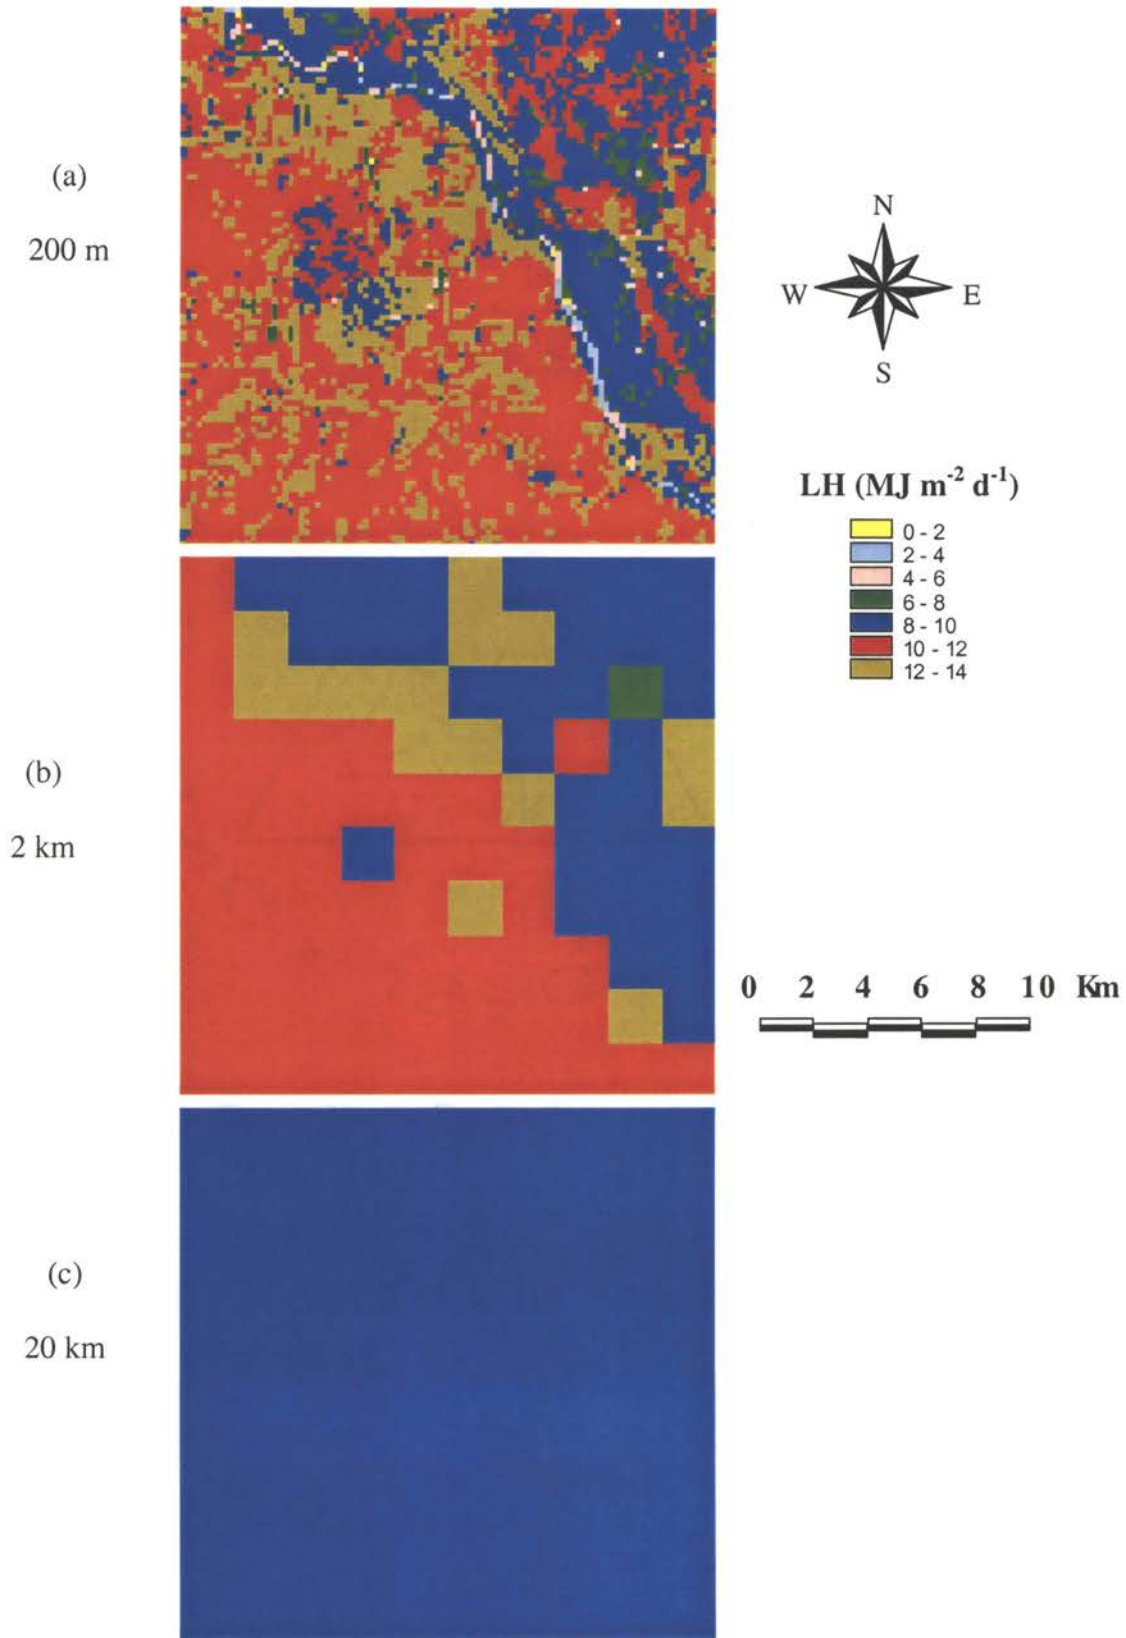 (a)
200 m
N
W E
S
LH (MJ m⁻² d⁻¹)
0 - 2
2 - 4
4 - 6
6 - 8
8 - 10
10 - 12
12 - 14
(b)
2 km
0 2 4 6 8 10 Km
(c)
20 km